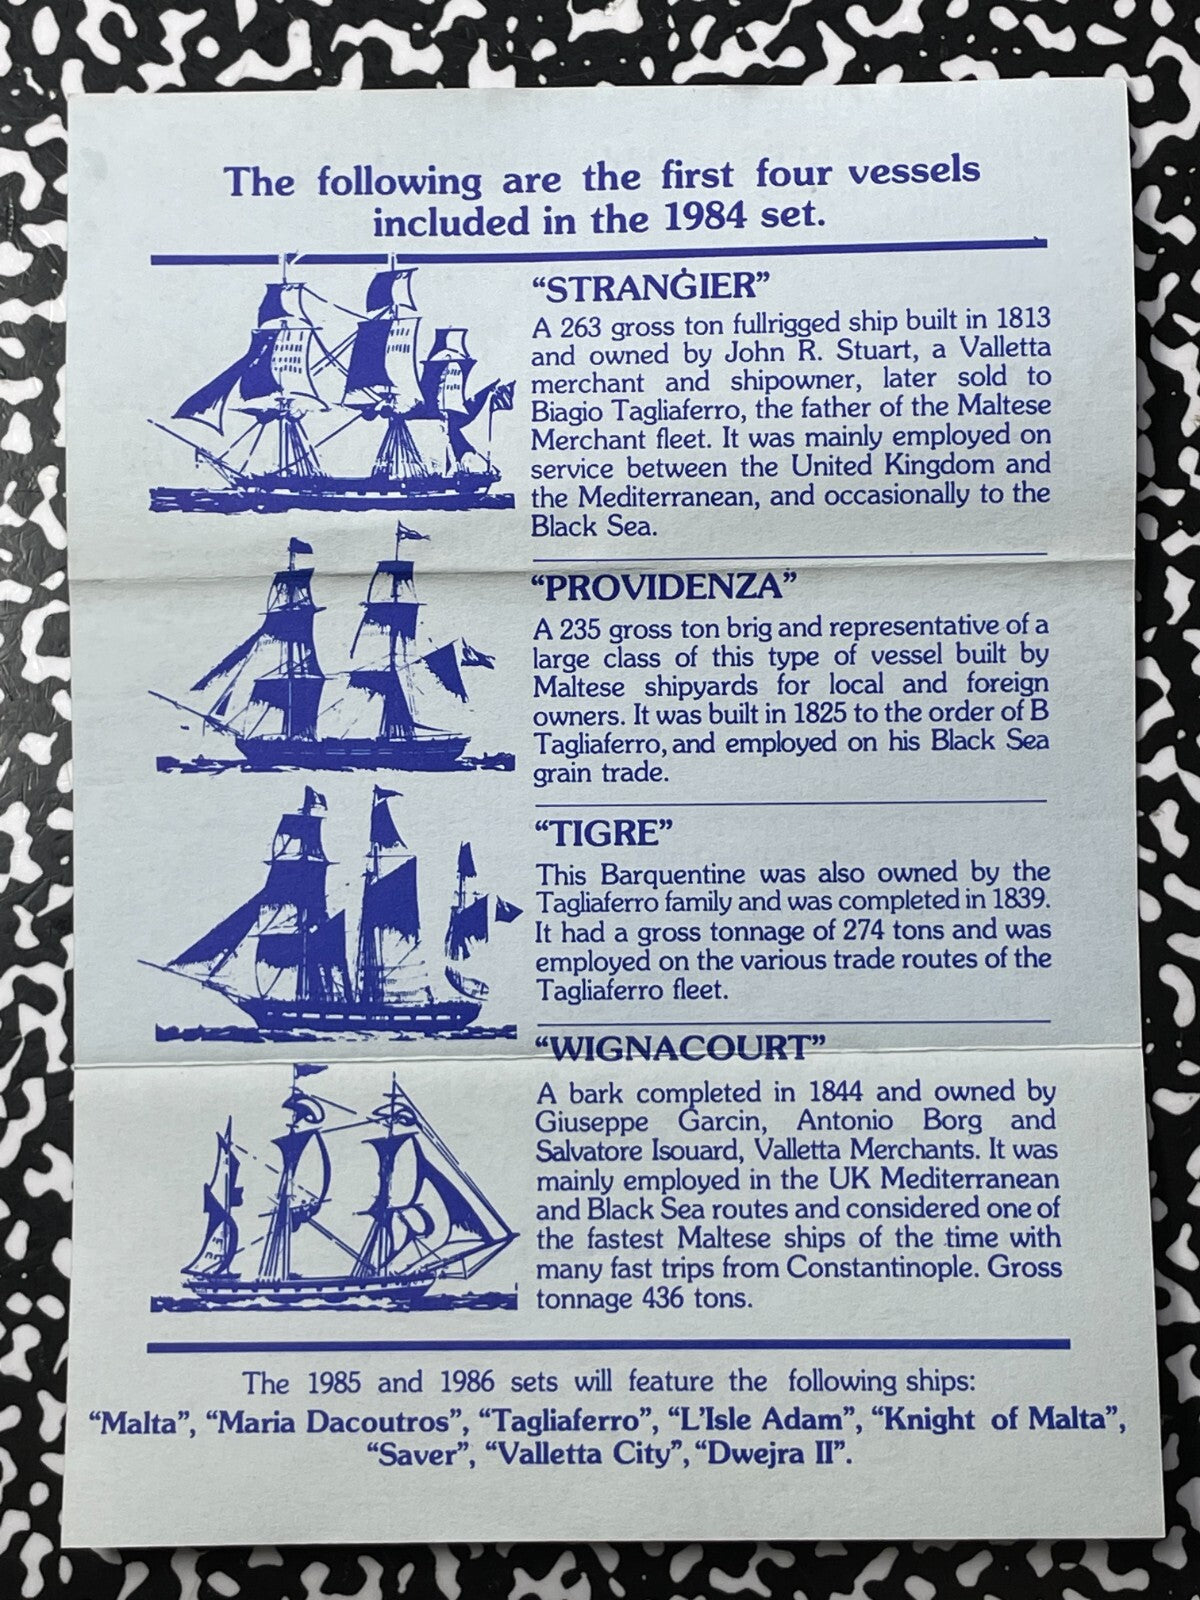 The following are the first four vessels
included in the 1984 set.
“STRANĠIER”
A 263 gross ton fullrigged ship built in 1813
and owned by John R. Stuart, a Valletta
merchant and shipowner, later sold to
Biagio Tagliaferro, the father of the Maltese
Merchant fleet. It was mainly employed on
service between the United Kingdom and
the Mediterranean, and occasionally to the
Black Sea.
“PROVIDENZA”
A 235 gross ton brig and representative of a
large class of this type of vessel built by
Maltese shipyards for local and foreign
owners. It was built in 1825 to the order of B
Tagliaferro, and employed on his Black Sea
grain trade.
“TIGRE”
This Barquentine was also owned by the
Tagliaferro family and was completed in 1839.
It had a gross tonnage of 274 tons and was
employed on the various trade routes of the
Tagliaferro fleet.
“WIGNACOURT”
A bark completed in 1844 and owned by
Giuseppe Garcin, Antonio Borg and
Salvatore Isouard, Valletta Merchants. It was
mainly employed in the UK Mediterranean
and Black Sea routes and considered one of
the fastest Maltese ships of the time with
many fast trips from Constantinople. Gross
tonnage 436 tons.
The 1985 and 1986 sets will feature the following ships:
“Malta”, “Maria Dacoutros”, “Tagliaferro”, “L’Isle Adam”, “Knight of Malta”,
“Saver”, “Valletta City”, “Dwejra II”.